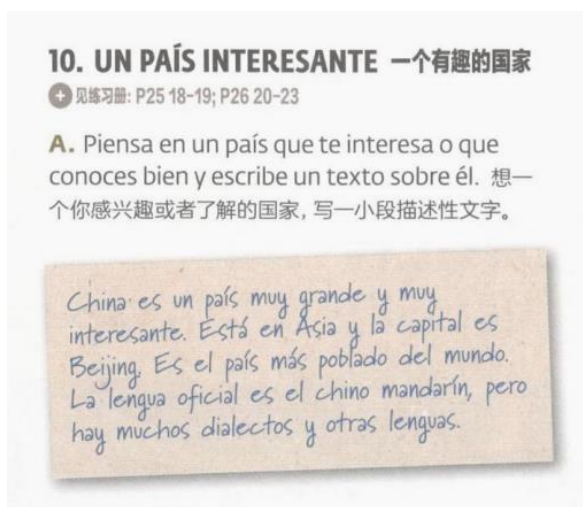 10. UN PAÍS INTERESANTE 一个有趣的国家
+ 见练习册: P25 18-19; P26 20-23
A. Piensa en un país que te interesa o que
conoces bien y escribe un texto sobre él. 想一
个你感兴趣或者了解的国家, 写一小段描述性文字。
China es un país muy grande y muy
interesante. Está en Asia y la capital es
Beijing. Es el país más poblado del mundo.
La lengua oficial es el chino mandarín, pero
hay muchos dialectos y otras lenguas.